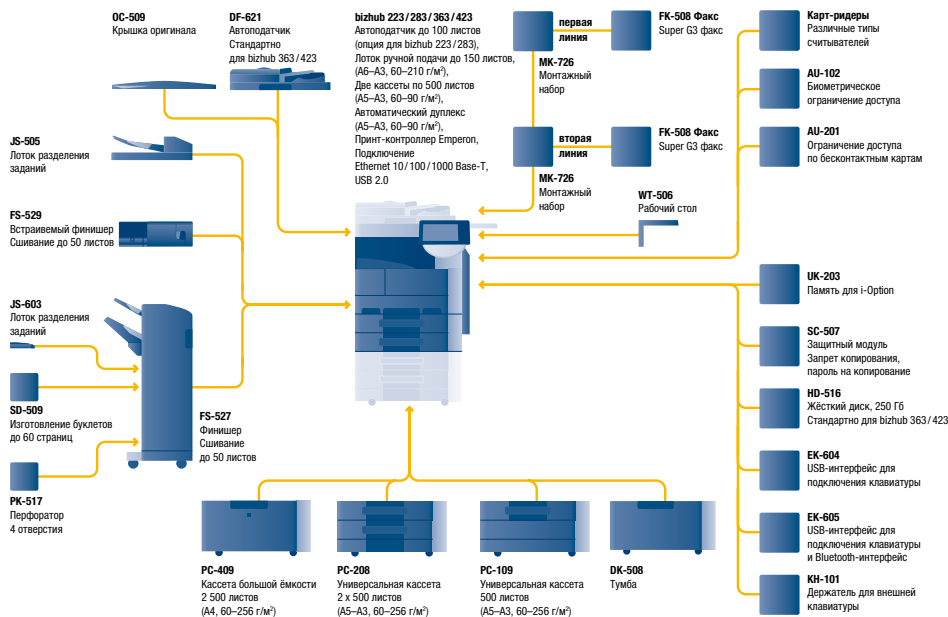 OC-509
Крышка оригинала
DF-621
Автоподатчик
Стандартно
для bizhub 363/423
bizhub 223/283/363/423
Автоподатчик до 100 листов
(опция для bizhub 223/283),
Лоток ручной подачи до 150 листов,
(A6–A3, 60–210 г/м²),
Две кассеты по 500 листов
(A5–A3, 60–90 г/м²),
Автоматический дуплекс
(A5–A3, 60–90 г/м²),
Принт-контроллер Emperon,
Подключение
Ethernet 10/100/1000 Base-T,
USB 2.0
первая
линия
MK-726
Монтажный
набор
FK-508 Факс
Super G3 факс
вторая
линия
MK-726
Монтажный
набор
FK-508 Факс
Super G3 факс
WT-506
Рабочий стол
Карт-ридеры
Различные типы
считывателей
AU-102
Биометрическое
ограничение доступа
AU-201
Ограничение доступа
по бесконтактным картам
UK-203
Память для i-Option
SC-507
Защитный модуль
Запрет копирования,
пароль на копирование
HD-516
Жёсткий диск, 250 Гб
Стандартно для bizhub 363/423
EK-604
USB-интерфейс для
подключения клавиатуры
EK-605
USB-интерфейс для
подключения клавиатуры
и Bluetooth-интерфейс
KH-101
Держатель для внешней
клавиатуры
JS-505
Лоток разделения
заданий
FS-529
Встраиваемый финишер
Сшивание до 50 листов
JS-603
Лоток разделения
заданий
SD-509
Изготовление буклетов
до 60 страниц
PK-517
Перфоратор
4 отверстия
FS-527
Финишер
Сшивание
до 50 листов
PC-409
Кассета большой ёмкости
2 500 листов
(A4, 60–256 г/м²)
PC-208
Универсальная кассета
2 x 500 листов
(A5–A3, 60–256 г/м²)
PC-109
Универсальная кассета
500 листов
(A5–A3, 60–256 г/м²)
DK-508
Тумба